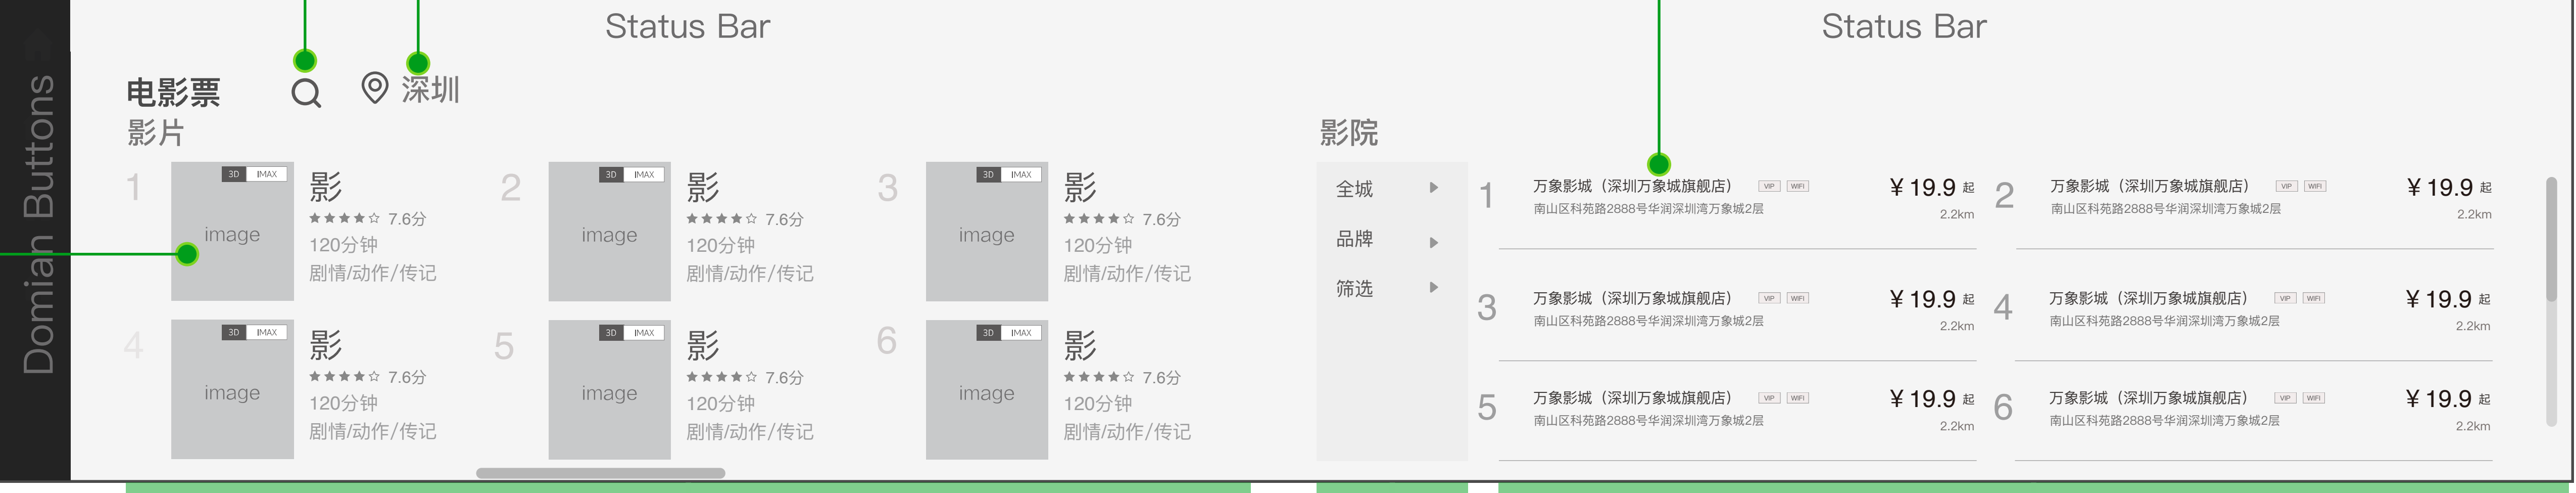 Status Bar
Status Bar
Domian Buttons
电影票
深圳
影片
1
3D IMAX
image
影
7.6分
120分钟
剧情/动作/传记
2
3D IMAX
image
影
7.6分
120分钟
剧情/动作/传记
3
3D IMAX
image
影
7.6分
120分钟
剧情/动作/传记
4
3D IMAX
image
影
7.6分
120分钟
剧情/动作/传记
5
3D IMAX
image
影
7.6分
120分钟
剧情/动作/传记
6
3D IMAX
image
影
7.6分
120分钟
剧情/动作/传记
影院
全城
品牌
筛选
1
万象影城（深圳万象城旗舰店） VIP WIFI
¥ 19.9 起
南山区科苑路2888号华润深圳湾万象城2层
2.2km
2
万象影城（深圳万象城旗舰店） VIP WIFI
¥ 19.9 起
南山区科苑路2888号华润深圳湾万象城2层
2.2km
3
万象影城（深圳万象城旗舰店） VIP WIFI
¥ 19.9 起
南山区科苑路2888号华润深圳湾万象城2层
2.2km
4
万象影城（深圳万象城旗舰店） VIP WIFI
¥ 19.9 起
南山区科苑路2888号华润深圳湾万象城2层
2.2km
5
万象影城（深圳万象城旗舰店） VIP WIFI
¥ 19.9 起
南山区科苑路2888号华润深圳湾万象城2层
2.2km
6
万象影城（深圳万象城旗舰店） VIP WIFI
¥ 19.9 起
南山区科苑路2888号华润深圳湾万象城2层
2.2km